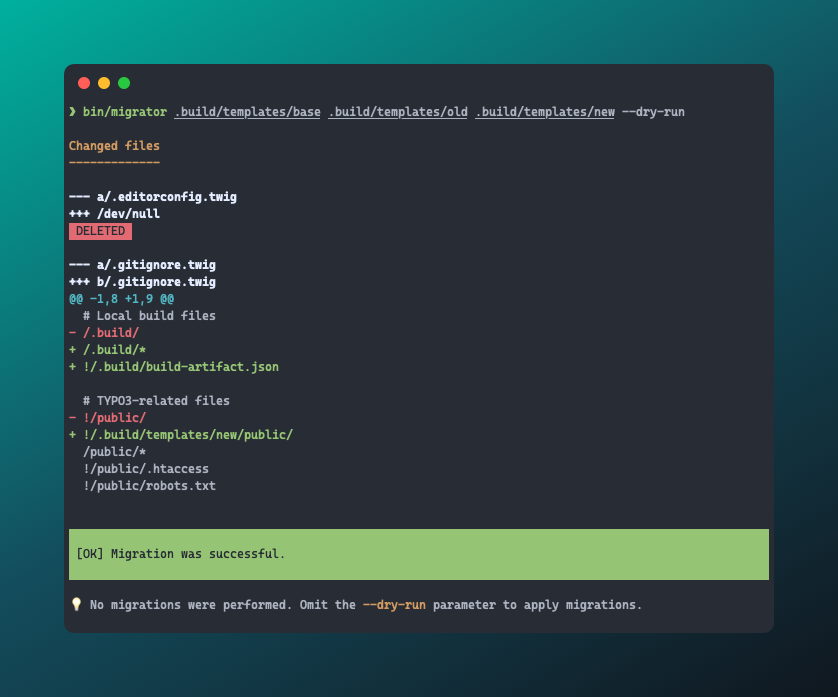 ❯ bin/migrator .build/templates/base .build/templates/old .build/templates/new --dry-run
Changed files
-------------
--- a/.editorconfig.twig
+++ /dev/null
DELETED
--- a/.gitignore.twig
+++ b/.gitignore.twig
@@ -1,8 +1,9 @@
# Local build files
- /.build/
+ /.build/*
+ !/.build/build-artifact.json
# TYPO3-related files
- !/public/
+ !/.build/templates/new/public/
/public/*
!/public/.htaccess
!/public/robots.txt
[OK] Migration was successful.
💡 No migrations were performed. Omit the --dry-run parameter to apply migrations.